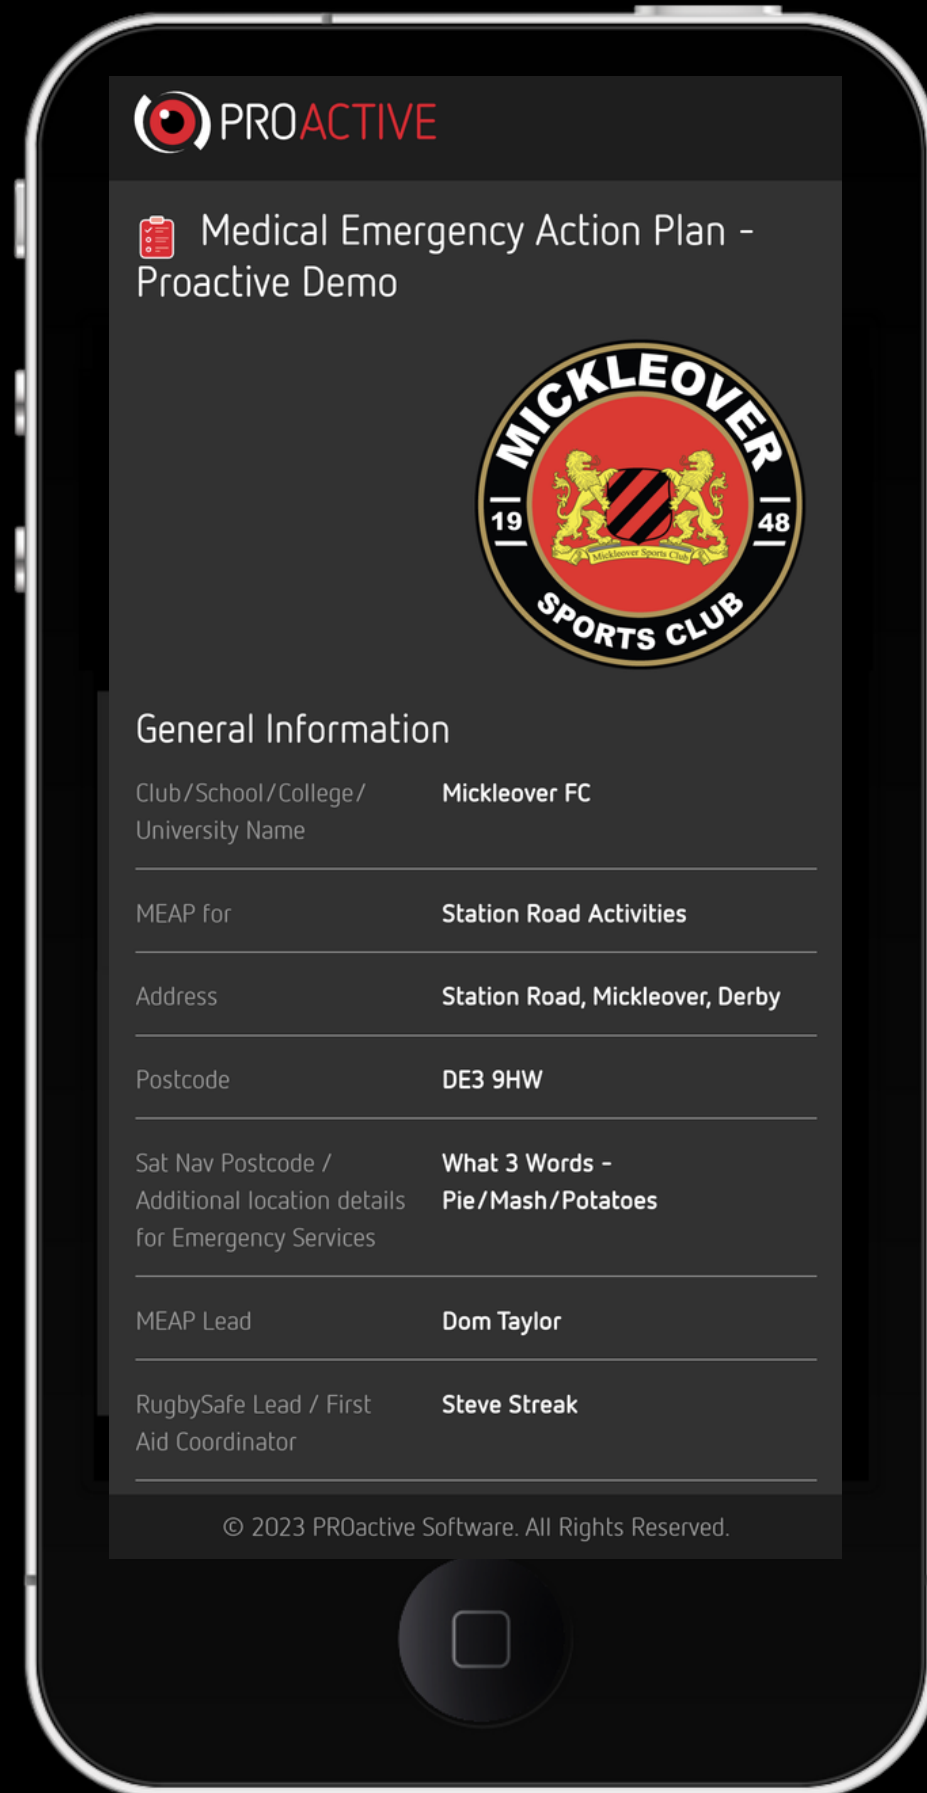 PROACTIVE
Medical Emergency Action Plan -
Proactive Demo
MICKLEOVER
19
48
Mickleover Sports Club
SPORTS CLUB
General Information
Club/School/College/
University Name
Mickleover FC
MEAP for
Station Road Activities
Address
Station Road, Mickleover, Derby
Postcode
DE3 9HW
Sat Nav Postcode /
Additional location details
for Emergency Services
What 3 Words -
Pie/Mash/Potatoes
MEAP Lead
Dom Taylor
RugbySafe Lead / First
Aid Coordinator
Steve Streak
© 2023 PROactive Software. All Rights Reserved.